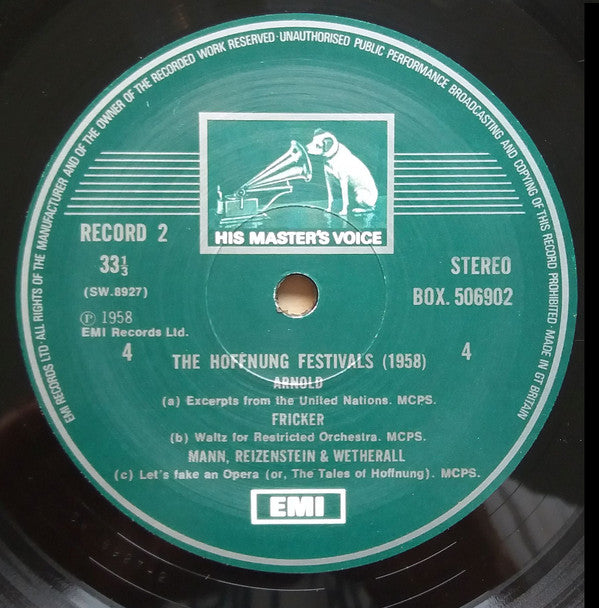 EMI RECORDS LTD · ALL RIGHTS OF THE MANUFACTURER AND OF THE OWNER OF THE RECORDED WORK RESERVED · UNAUTHORISED PUBLIC PERFORMANCE BROADCASTING AND COPYING OF THIS RECORD PROHIBITED · MADE IN GT BRITAIN
HIS MASTER'S VOICE
RECORD 2
33⅓
STEREO
(SW.8927)
BOX. 506902
℗ 1958
EMI Records Ltd.
4 THE HOFFNUNG FESTIVALS (1958) 4
ARNOLD
(a) Excerpts from the United Nations. MCPS.
FRICKER
(b) Waltz for Restricted Orchestra. MCPS.
MANN, REIZENSTEIN & WETHERALL
(c) Let's fake an Opera (or, The Tales of Hoffnung). MCPS.
EMI